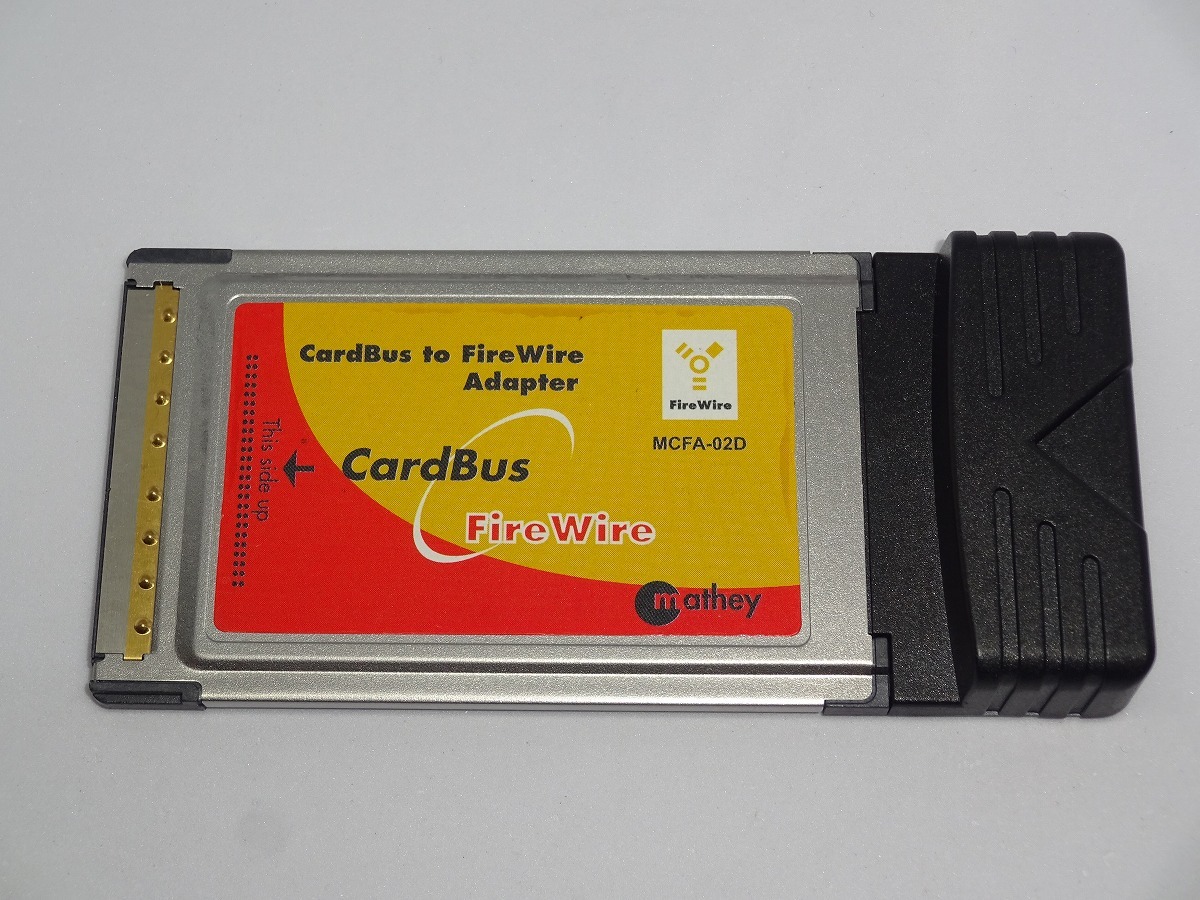 CardBus to FireWire
Adapter
FireWire
MCFA-02D
This side up
CardBus
FireWire
mathey